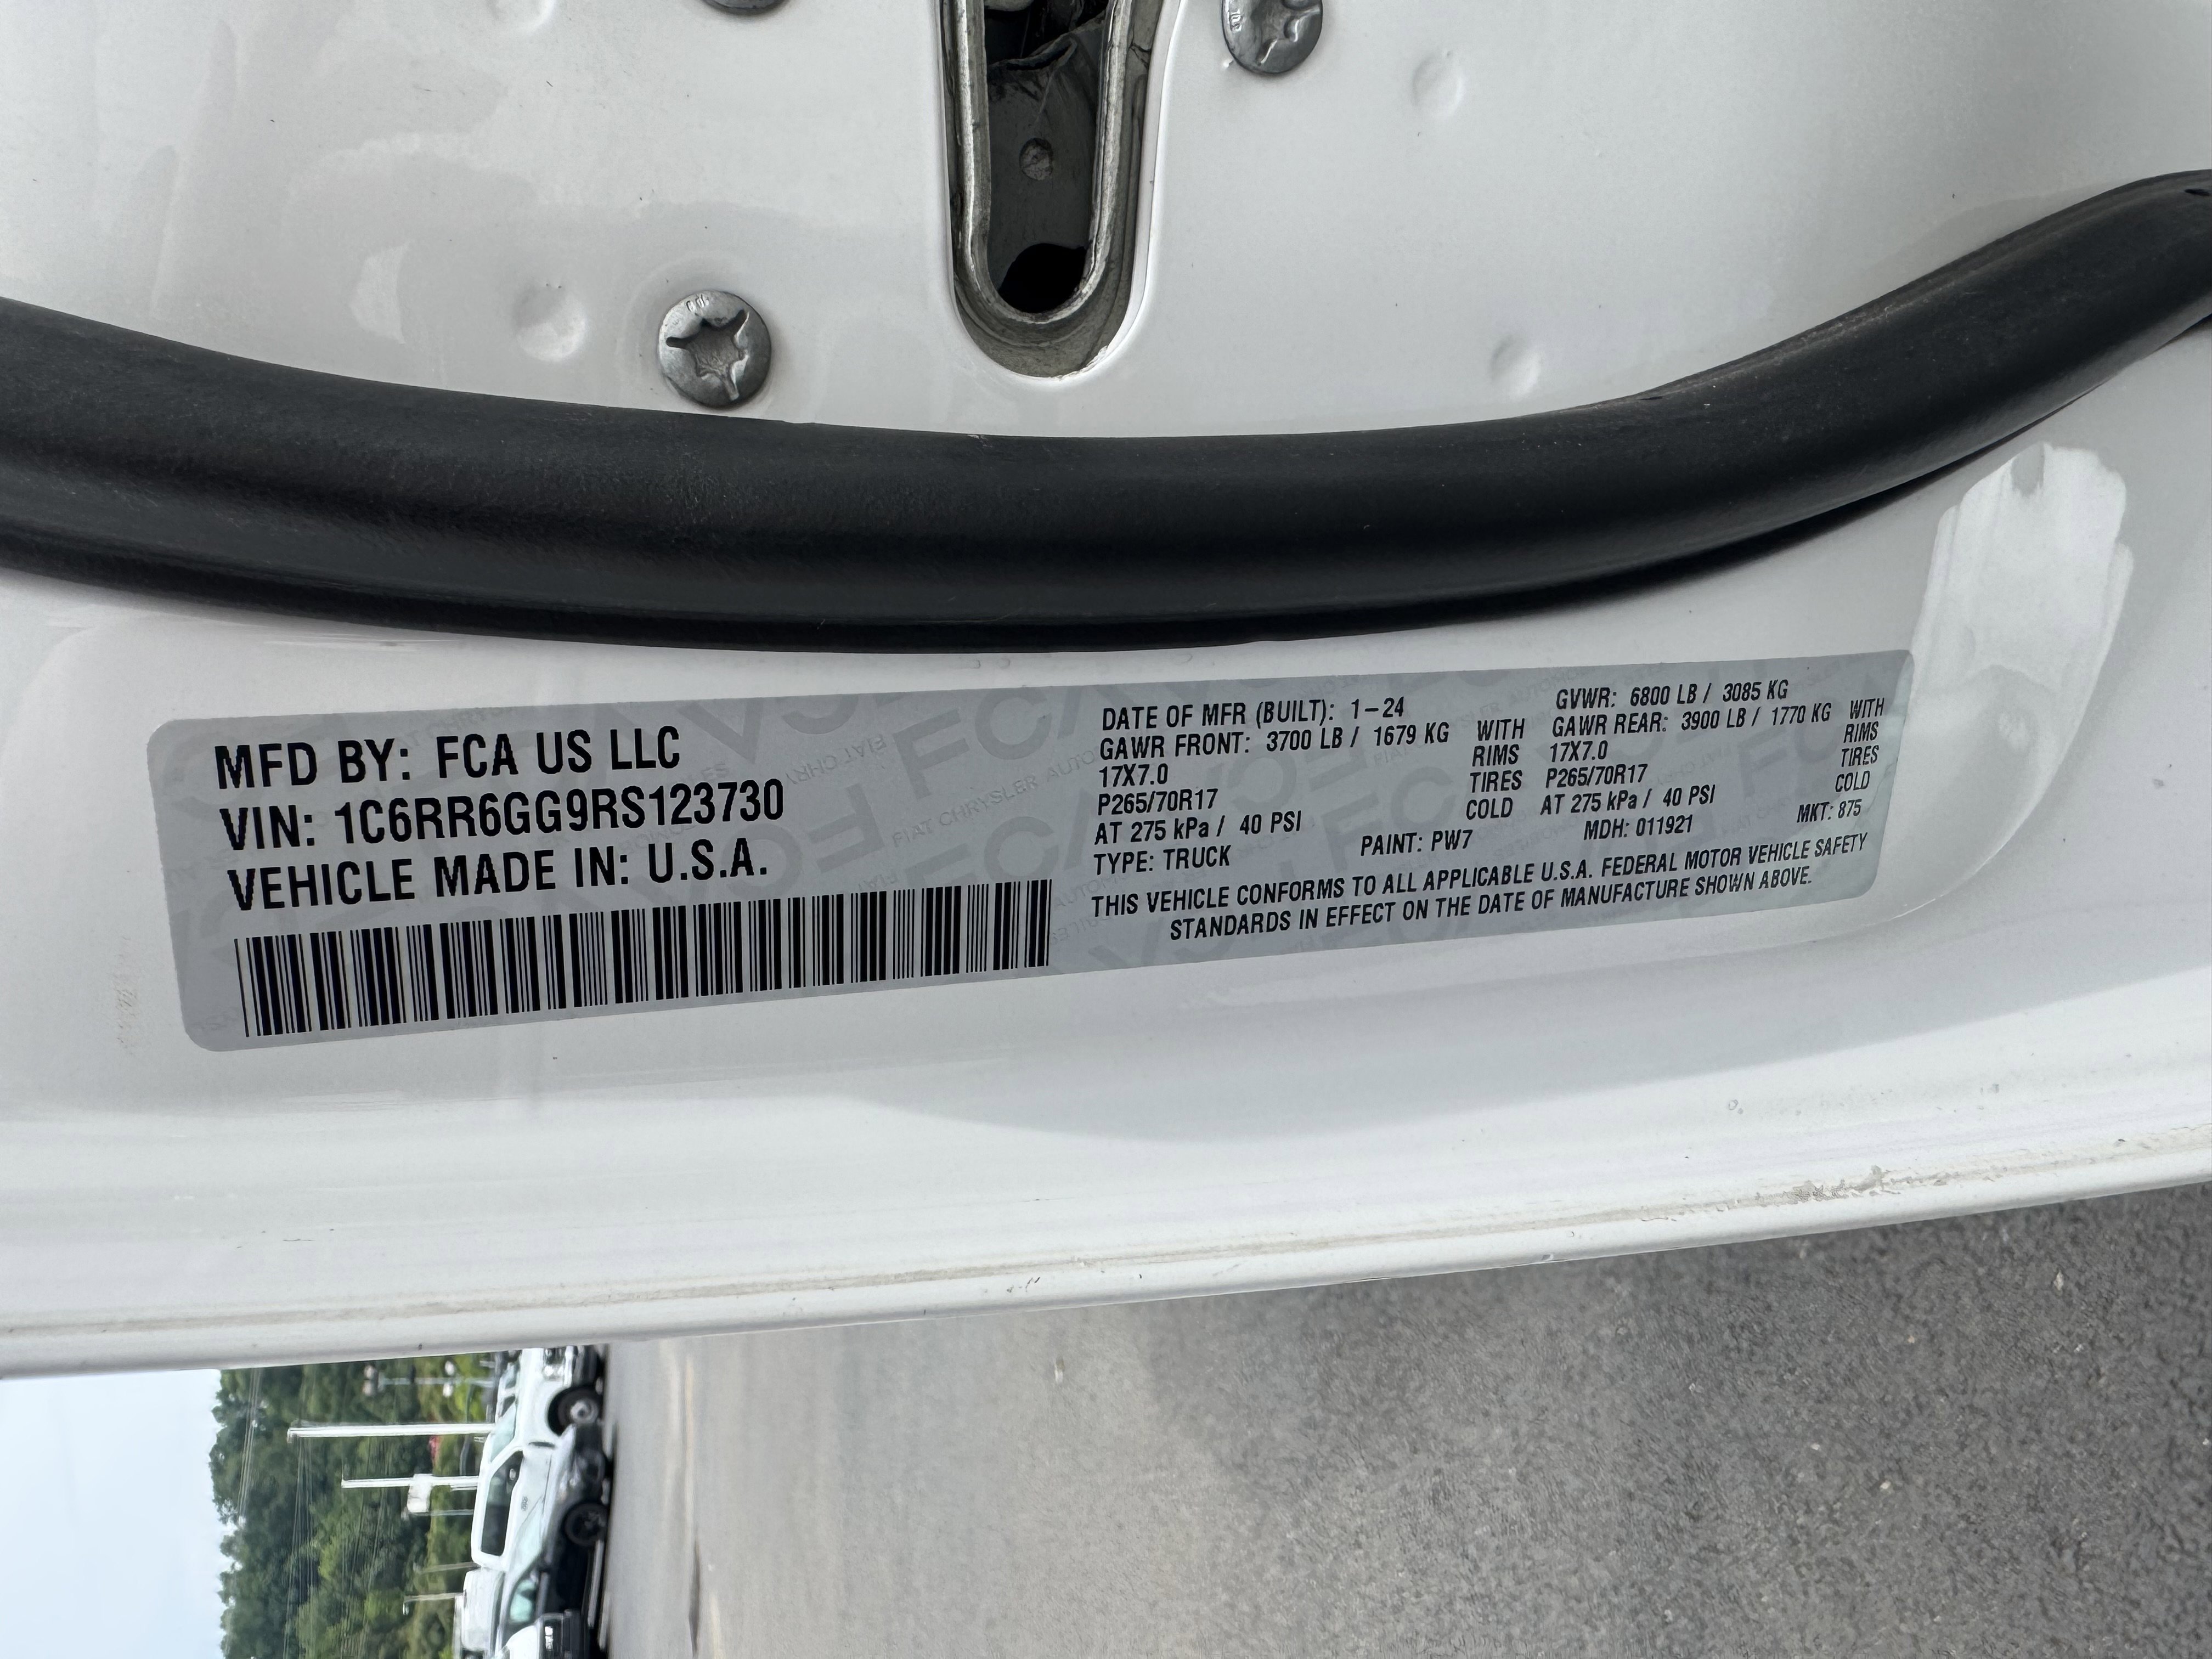 MFD BY: FCA US LLC
VIN: 1C6RR6GG9RS123730
VEHICLE MADE IN: U.S.A.
DATE OF MFR (BUILT): 1-24 GVWR: 6800 LB / 3085 KG
GAWR FRONT: 3700 LB / 1679 KG WITH GAWR REAR: 3900 LB / 1770 KG WITH
17X7.0 RIMS 17X7.0 RIMS
P265/70R17 TIRES P265/70R17 TIRES
AT 275 kPa / 40 PSI COLD AT 275 kPa / 40 PSI COLD
TYPE: TRUCK PAINT: PW7 MDH: 011921 MKT: 875
THIS VEHICLE CONFORMS TO ALL APPLICABLE U.S.A. FEDERAL MOTOR VEHICLE SAFETY
STANDARDS IN EFFECT ON THE DATE OF MANUFACTURE SHOWN ABOVE.